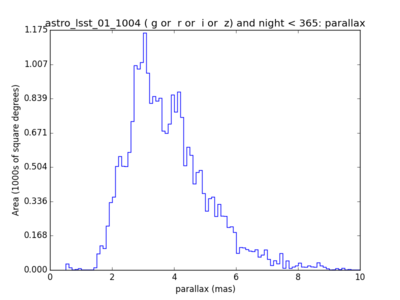 astro_lsst_01_1004 ( g or r or i or z) and night < 365: parallax
1.175
1.007
0.839
0.671
0.504
0.336
0.168
0.000
Area (1000s of square degrees)
0 2 4 6 8 10
parallax (mas)